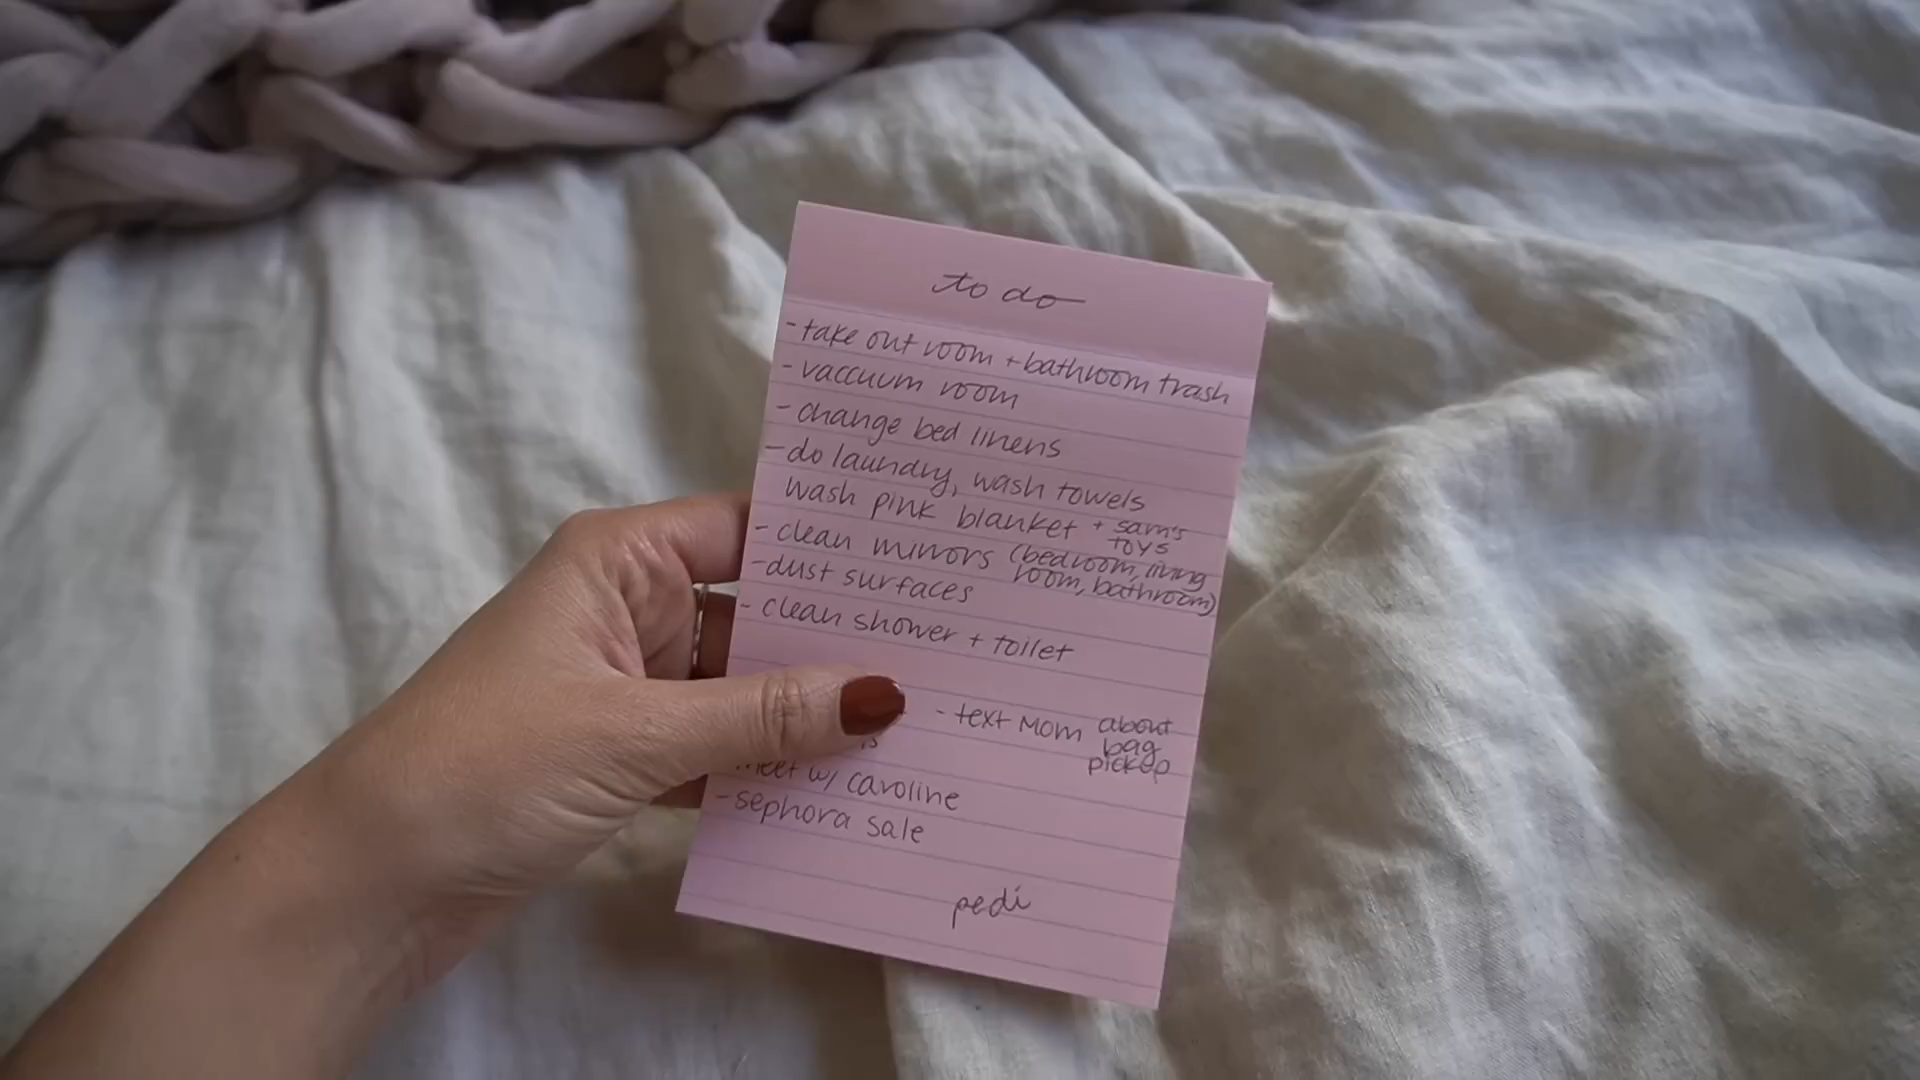 to do
- take out room + bathroom trash
- vaccuum room
- change bed linens
- do laundry, wash towels
wash pink blanket + sam's
toys
- clean mirrors (bedroom, living
room, bathroom)
- dust surfaces
- clean shower + toilet
- text Mom about
bag
pickup
meet w/ caroline
- sephora sale
pedi